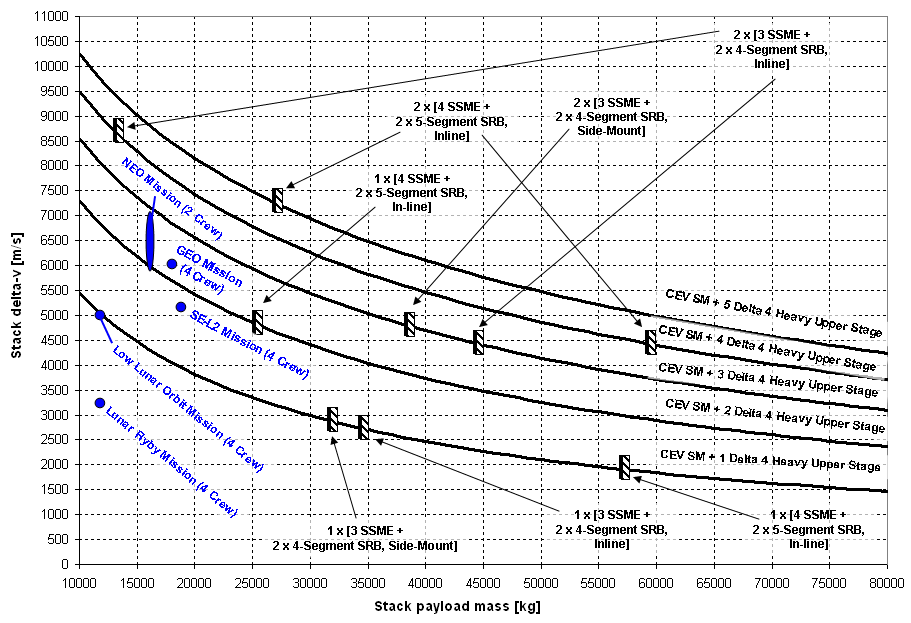 11000
10500
10000
9500
9000
8500
8000
7500
7000
6500
6000
5500
5000
4500
4000
3500
3000
2500
2000
1500
1000
500
0
Stack delta-v [m/s]
2 x [3 SSME +
2 x 4-Segment SRB,
Inline]
2 x [4 SSME +
2 x 5-Segment SRB,
Inline]
2 x [3 SSME +
2 x 4-Segment SRB,
Side-Mount]
1 x [4 SSME +
2 x 5-Segment SRB,
In-line]
NEO Mission (2 Crew)
GEO Mission
(4 Crew)
SE-L2 Mission (4 Crew)
Low Lunar Orbit Mission (4 Crew)
Lunar Flyby Mission (4 Crew)
CEV SM + 5 Delta 4 Heavy Upper Stage
CEV SM + 4 Delta 4 Heavy Upper Stage
CEV SM + 3 Delta 4 Heavy Upper Stage
CEV SM + 2 Delta 4 Heavy Upper Stage
CEV SM + 1 Delta 4 Heavy Upper Stage
1 x [3 SSME +
2 x 4-Segment SRB, Side-Mount]
1 x [3 SSME +
2 x 4-Segment SRB,
Inline]
1 x [4 SSME +
2 x 5-Segment SRB,
In-line]
10000 15000 20000 25000 30000 35000 40000 45000 50000 55000 60000 65000 70000 75000 80000
Stack payload mass [kg]